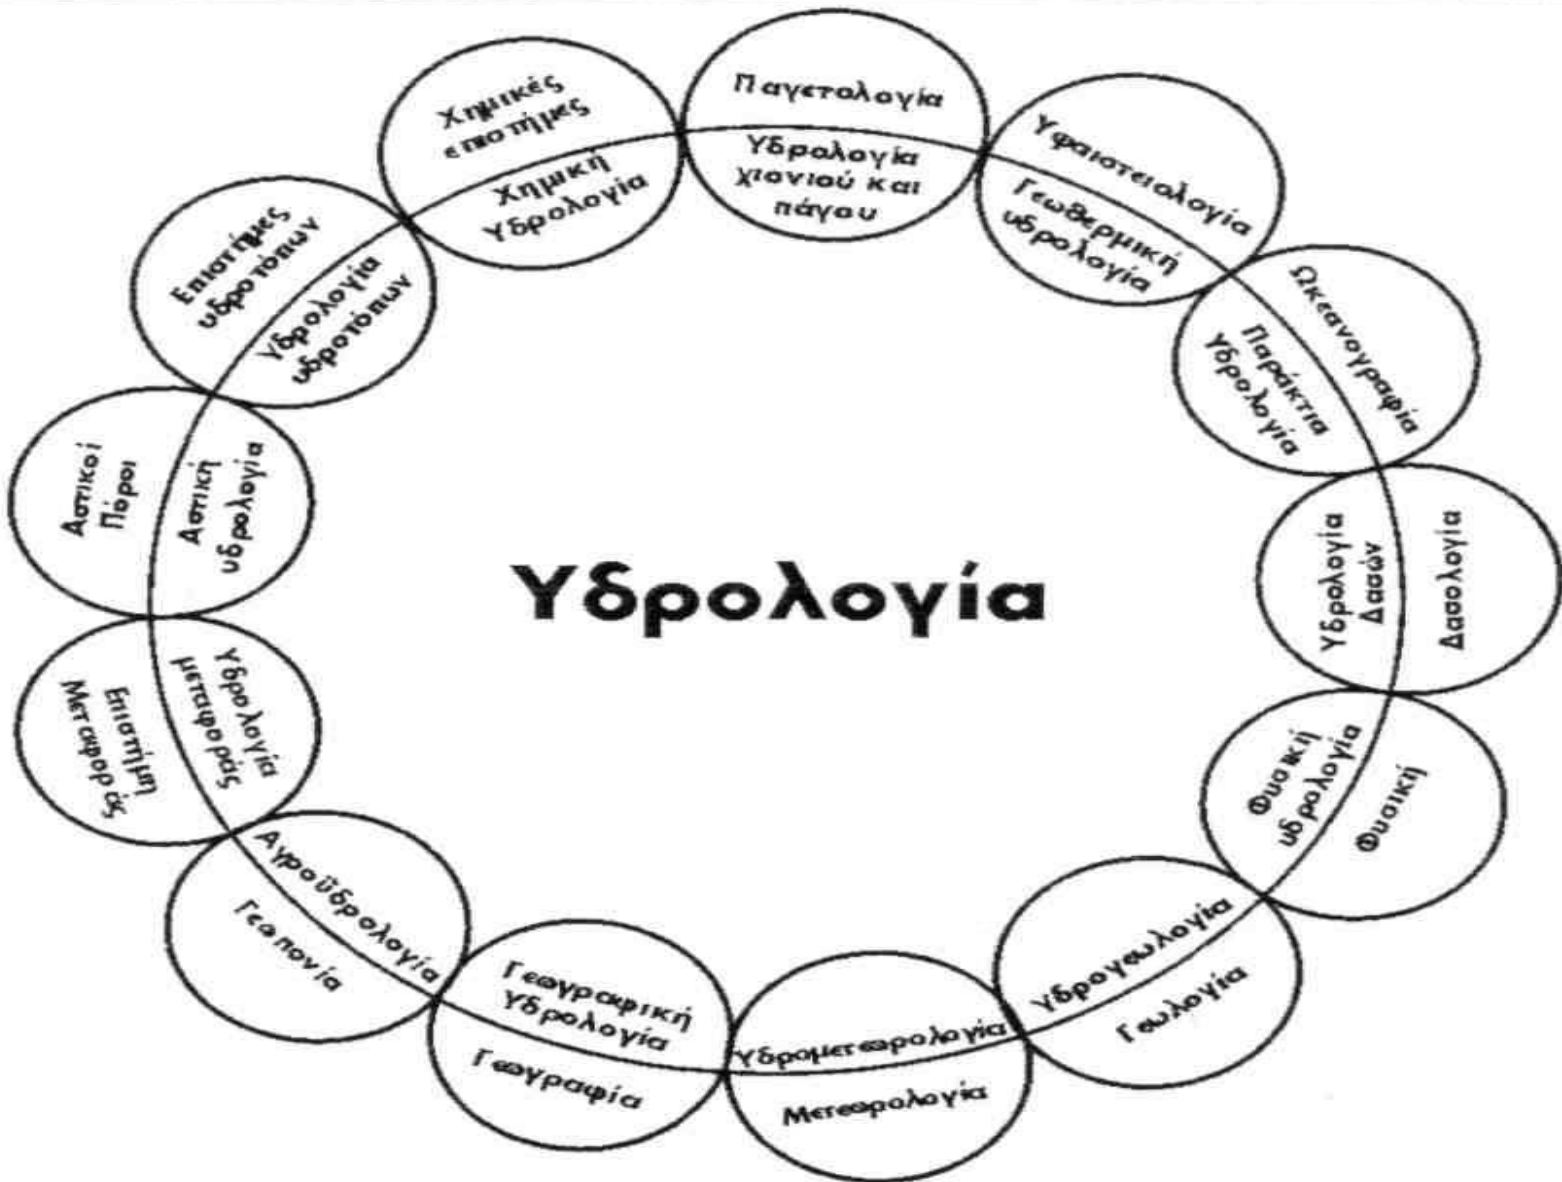 Παγετολογία
Υδρολογία
χιονιού και
πάγου
Υφαιστειολογία
Γεωθερμική
υδρολογία
Ωκεανογραφία
Παράκτια
Υδρολογία
Δασολογία
Υδρολογία
Δασών
Φυσική
Φυσική
υδρολογία
Γεωλογία
Υδρογεωλογία
Μετεωρολογία
Υδρομετεωρολογία
Γεωγραφία
Γεωγραφική
Υδρολογία
Γεωπονία
Αγροϋδρολογία
Επιστήμη
Μεταφοράς
Υδρολογία
μεταφοράς
Αστικοί
Πόροι
Αστική
υδρολογία
Επιστήμες
υδροτόπων
Υδρολογία
υδροτόπων
Χημικές
επιστήμες
Χημική
Υδρολογία
Υδρολογία